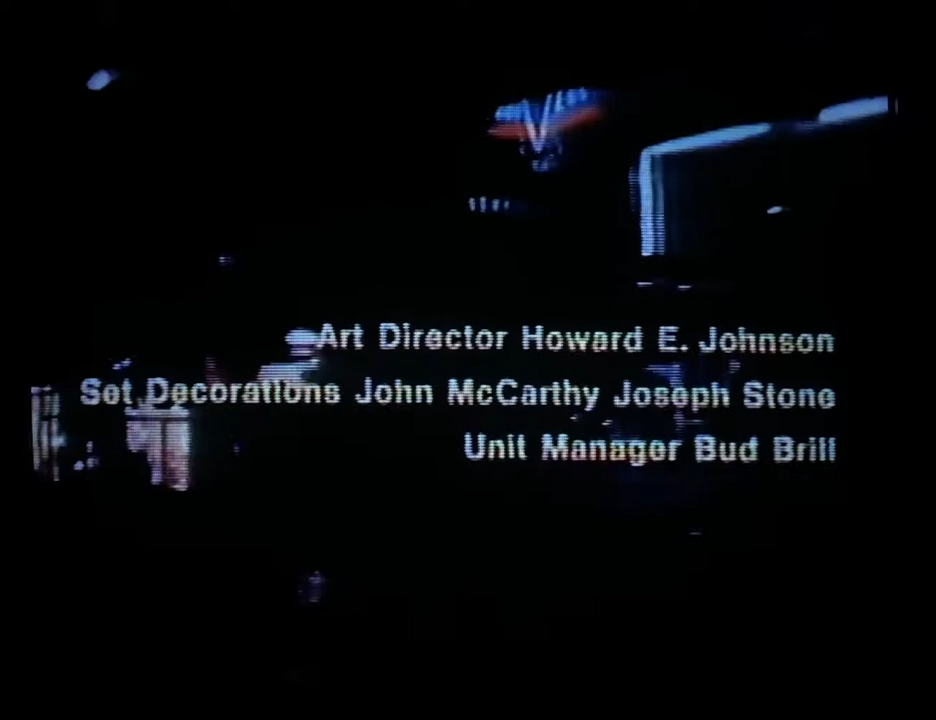 Art Director Howard E. Johnson
Set Decorations John McCarthy Joseph Stone
Unit Manager Bud Brill